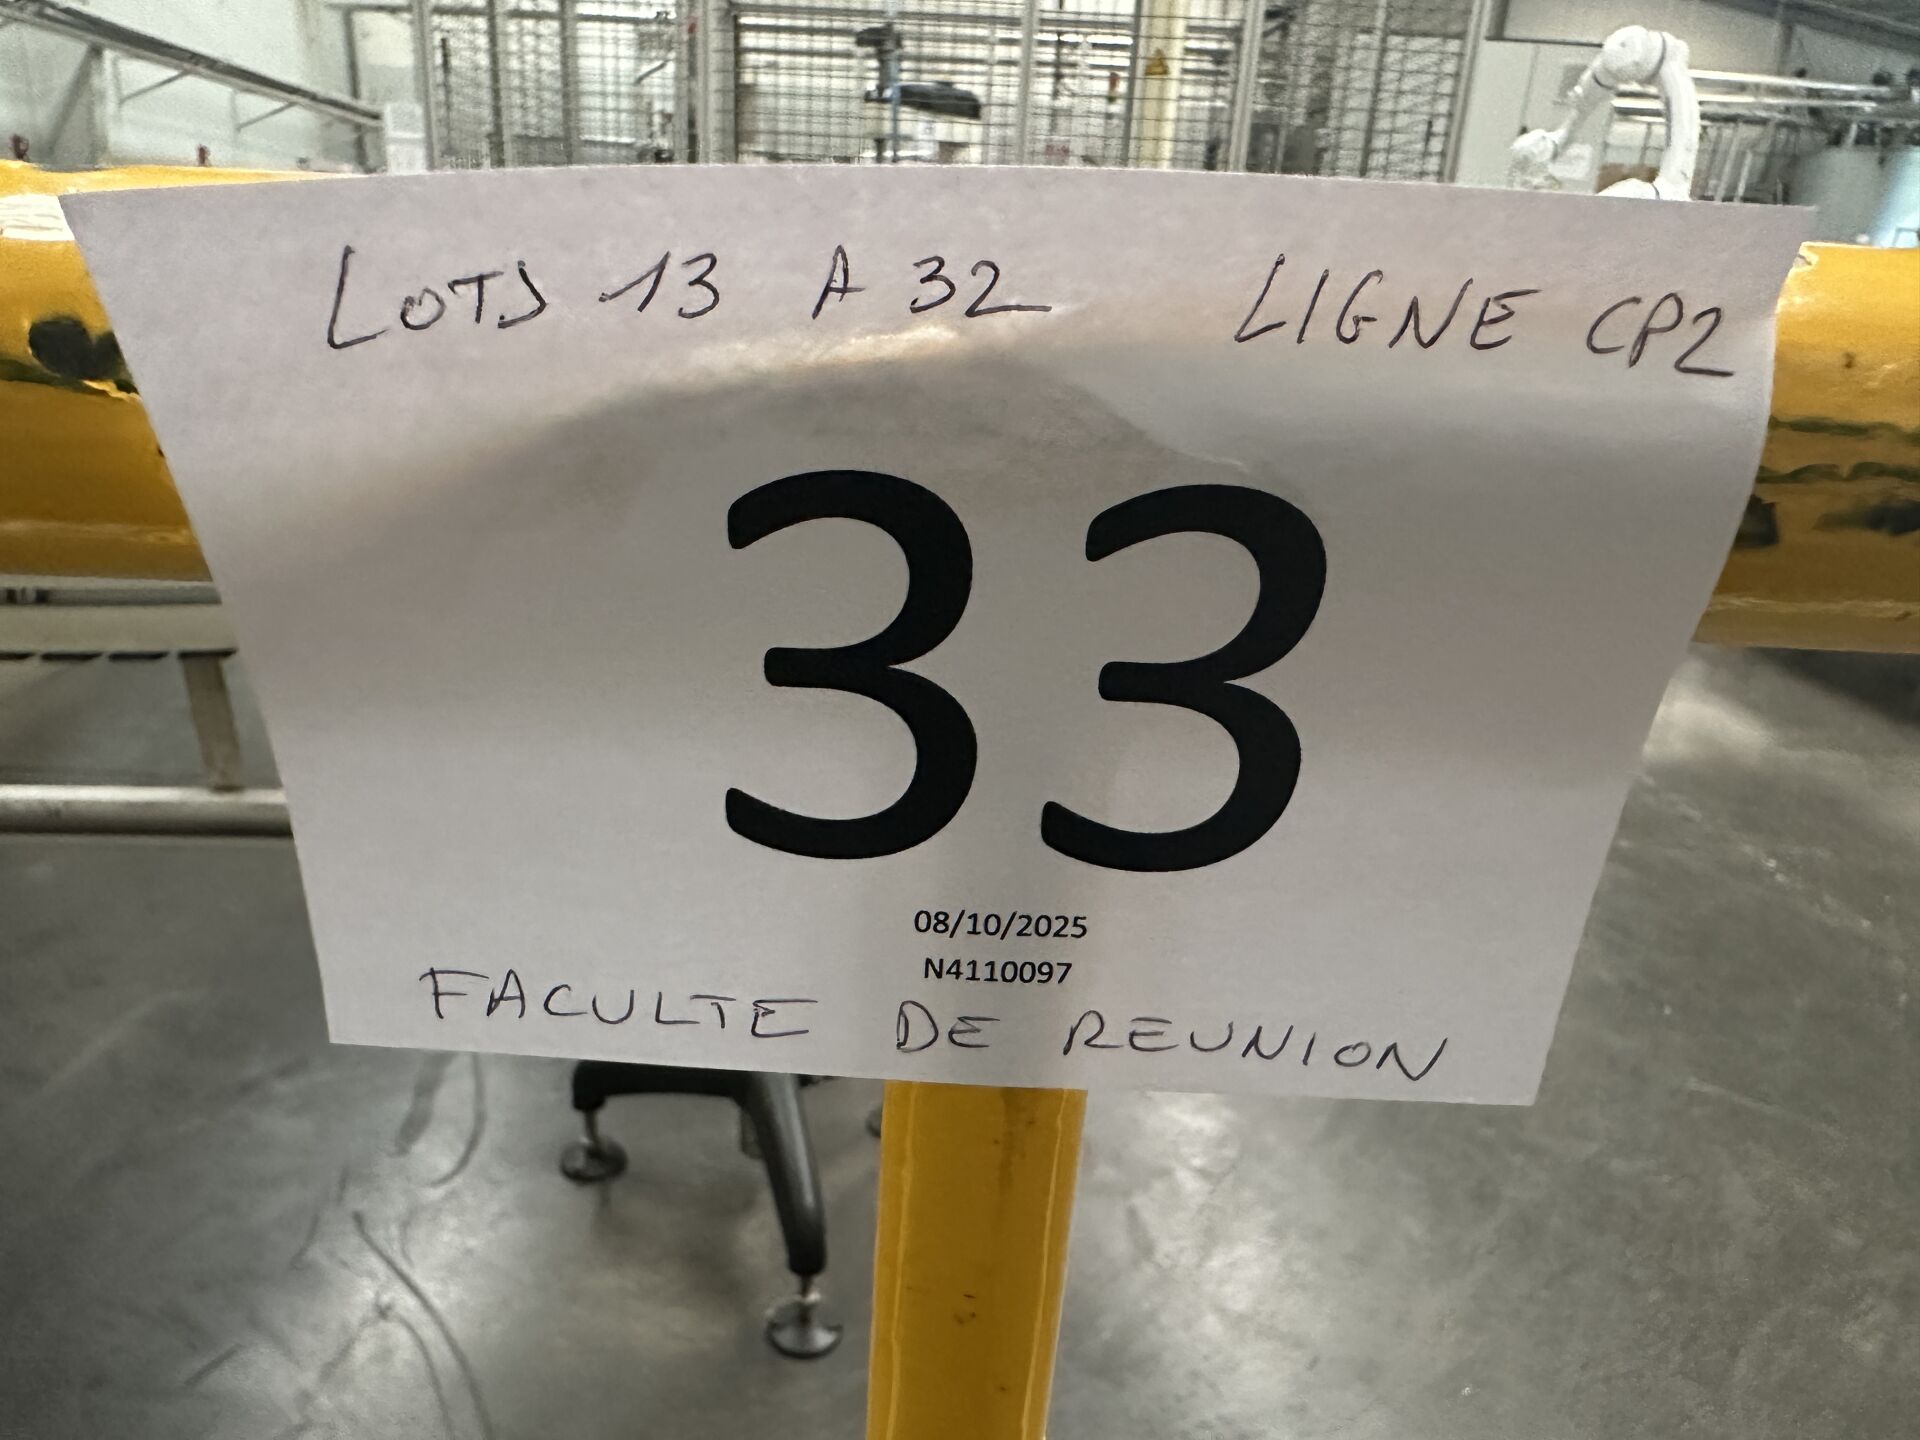 LOTS 13 A 32 LIGNE CP2
33
08/10/2025
N4110097
FACULTE DE REUNION